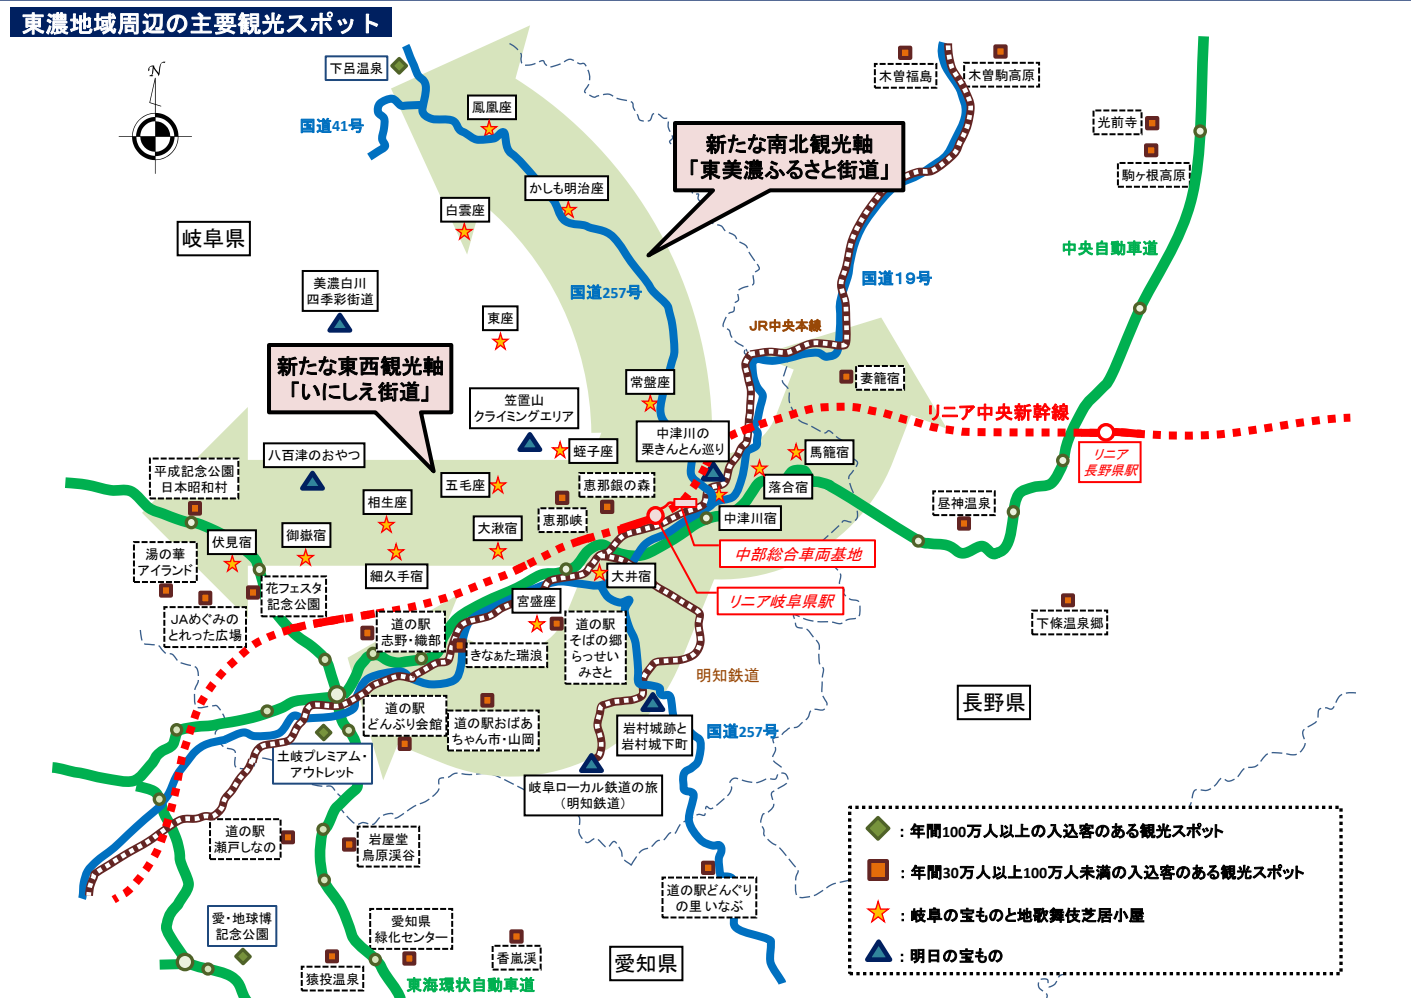 東濃地域周辺の主要観光スポット
N
下呂温泉
国道41号
鳳凰座
木曽福島
木曽駒高原
光前寺
駒ヶ根高原
新たな南北観光軸
「東美濃ふるさと街道」
かしも明治座
白雲座
岐阜県
中央自動車道
美濃白川
四季彩街道
国道257号
国道19号
東座
JR中央本線
新たな東西観光軸
「いにしえ街道」
常盤座
妻籠宿
笠置山
クライミングエリア
リニア中央新幹線
中津川の
栗きんとん巡り
蛭子座
馬籠宿
リニア
長野県駅
八百津のおやつ
平成記念公園
日本昭和村
五毛座
恵那銀の森
落合宿
相生座
恵那峡
中津川宿
昼神温泉
伏見宿
御嶽宿
大湫宿
湯の華
アイランド
細久手宿
大井宿
中部総合車両基地
花フェスタ
記念公園
宮盛座
リニア岐阜県駅
JAめぐみの
とれった広場
道の駅
志野・織部
道の駅
そばの郷
らっせい
みさと
下條温泉郷
きなぁた瑞浪
明知鉄道
長野県
道の駅
どんぶり会館
道の駅おばあ
ちゃん市・山岡
岩村城跡と
岩村城下町
国道257号
土岐プレミアム・
アウトレット
岐阜ローカル鉄道の旅
（明知鉄道）
道の駅
瀬戸しなの
岩屋堂
鳥原渓谷
：年間100万人以上の入込客のある観光スポット
：年間30万人以上100万人未満の入込客のある観光スポット
：岐阜の宝ものと地歌舞伎芝居小屋
：明日の宝もの
道の駅どんぐり
の里 いなぶ
愛・地球博
記念公園
愛知県
緑化センター
香嵐渓
愛知県
猿投温泉
東海環状自動車道